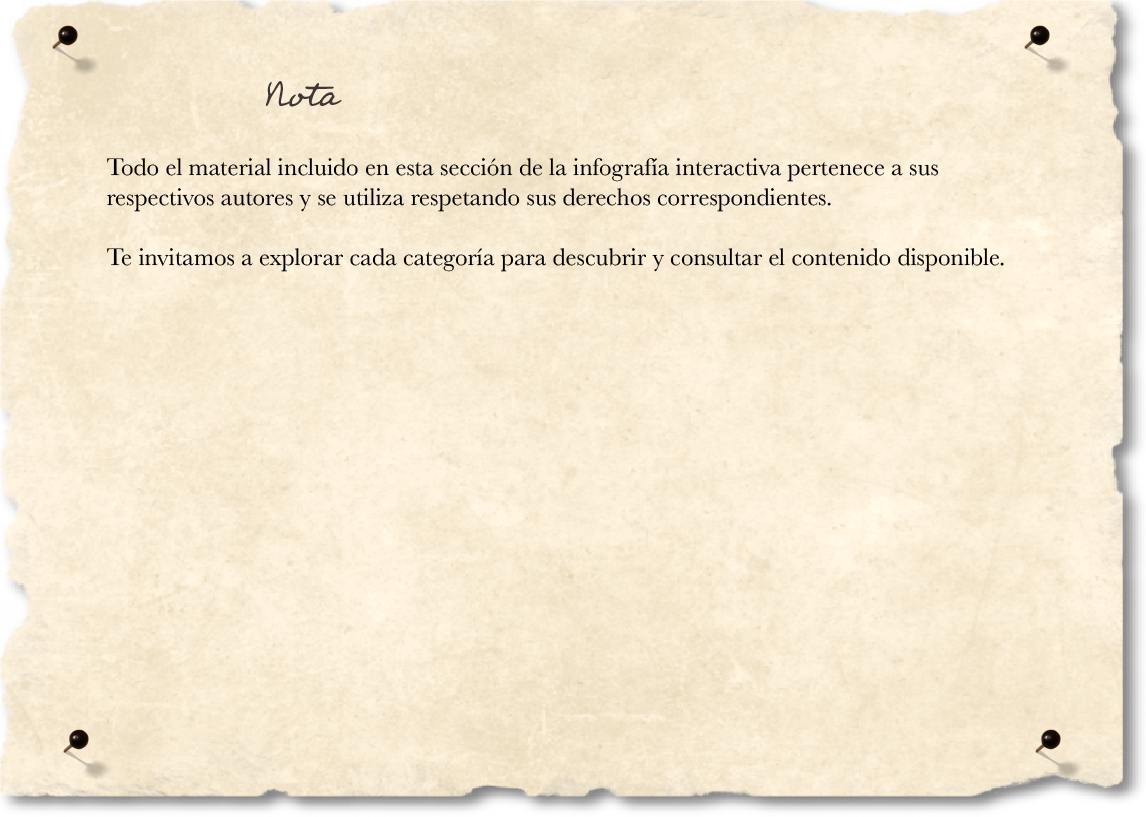 Nota
Todo el material incluido en esta sección de la infografía interactiva pertenece a sus
respectivos autores y se utiliza respetando sus derechos correspondientes.
Te invitamos a explorar cada categoría para descubrir y consultar el contenido disponible.